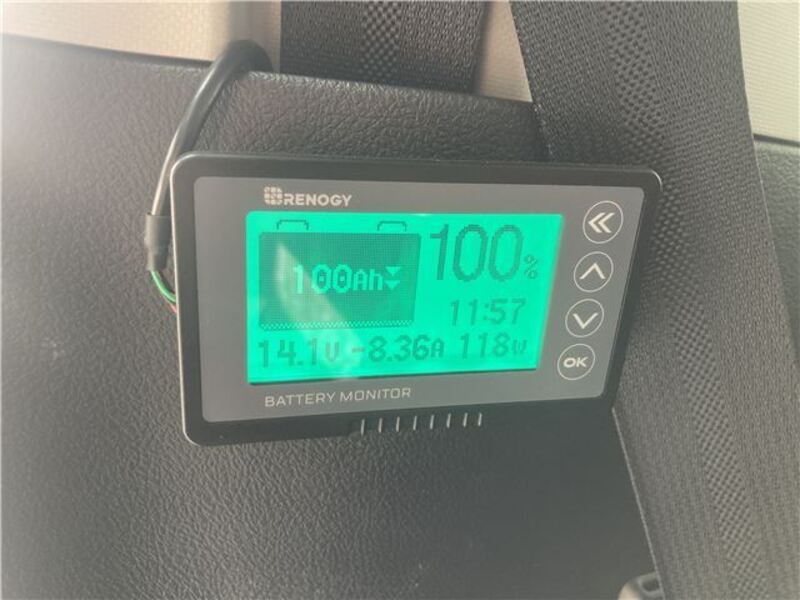 RENOGY
100Ah
100%
11:57
14.1V -8.36A 118W
OK
BATTERY MONITOR